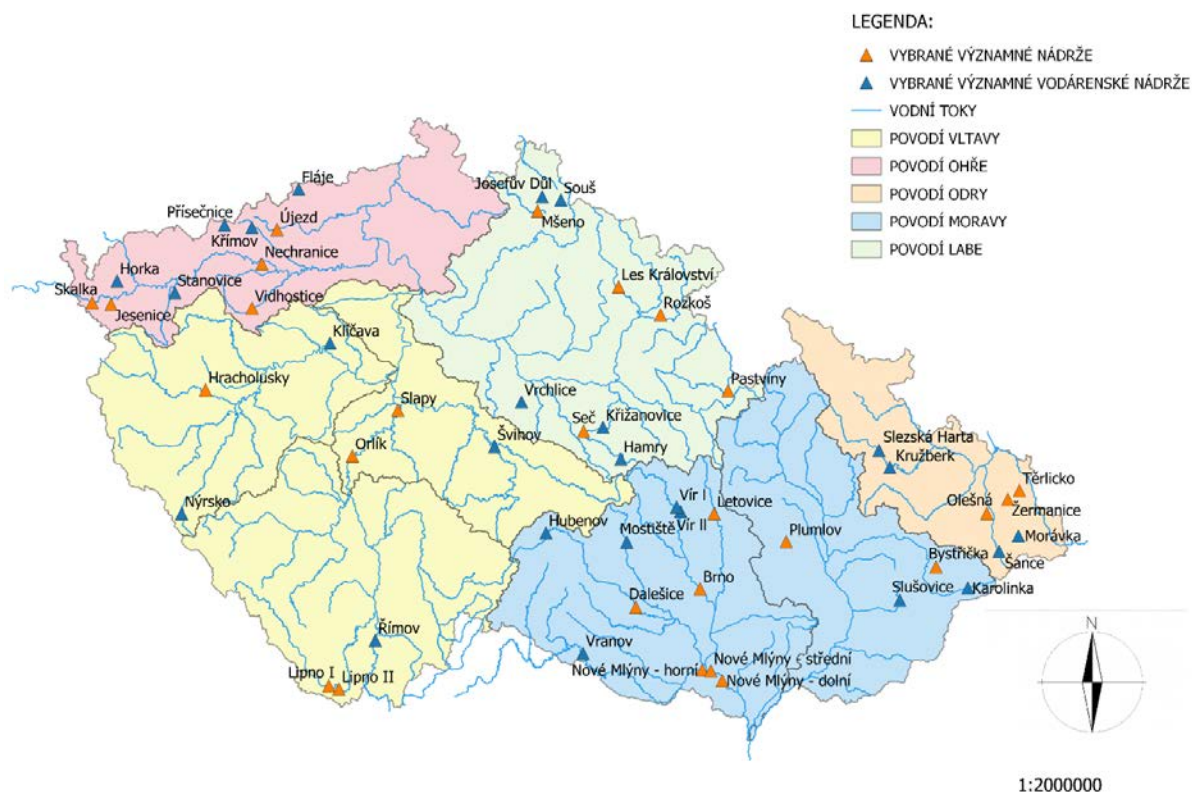 LEGENDA:
VYBRANÉ VÝZNAMNÉ NÁDRŽE
VYBRANÉ VÝZNAMNÉ VODÁRENSKÉ NÁDRŽE
VODNÍ TOKY
POVODÍ VLTAVY
POVODÍ OHŘE
POVODÍ ODRY
POVODÍ MORAVY
POVODÍ LABE
Fláje
Přísečnice
Újezd
Křímov
Nechranice
Horka
Stanovice
Skalka
Jesenice
Vidhostice
Josefův Důl
Souš
Mšeno
Les Království
Rozkoš
Klíčava
Hracholusky
Slapy
Vrchlice
Pastviny
Seč
Křižanovice
Orlík
Švihov
Hamry
Slezská Harta
Kružberk
Těrlicko
Nýrsko
Vír I
Letovice
Olešná
Žermanice
Hubenov
Mostiště
Vír II
Plumlov
Morávka
Bystřička
Šance
Brno
Slušovice
Karolinka
Dalešice
Římov
Vranov
Nové Mlýny - střední
Nové Mlýny - horní
Nové Mlýny - dolní
Lipno I
Lipno II
N
1:2000000